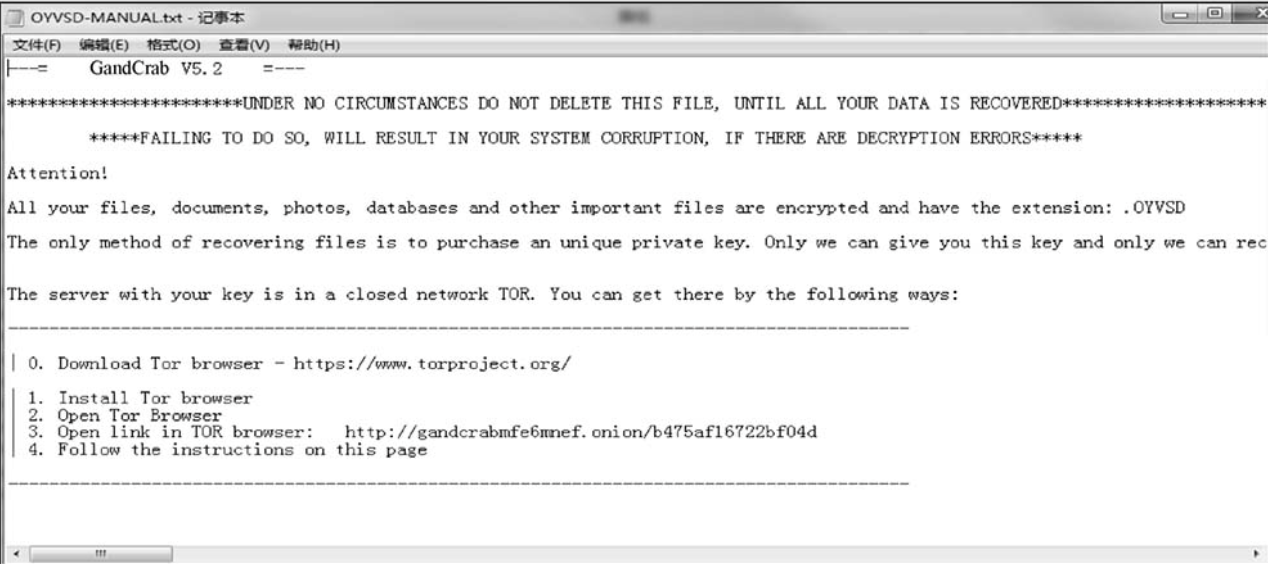 OYVSD-MANUAL.txt - 记事本
文件(F) 编辑(E) 格式(O) 查看(V) 帮助(H)
---= GandCrab V5.2 =---
***********************UNDER NO CIRCUMSTANCES DO NOT DELETE THIS FILE, UNTIL ALL YOUR DATA IS RECOVERED********************
*****FAILING TO DO SO, WILL RESULT IN YOUR SYSTEM CORRUPTION, IF THERE ARE DECRYPTION ERRORS*****
Attention!
All your files, documents, photos, databases and other important files are encrypted and have the extension: .OYVSD
The only method of recovering files is to purchase an unique private key. Only we can give you this key and only we can rec
The server with your key is in a closed network TOR. You can get there by the following ways:
----------------------------------------------------------------------------------------
| 0. Download Tor browser - https://www.torproject.org/
| 1. Install Tor browser
| 2. Open Tor Browser
| 3. Open link in TOR browser: http://gandcrabmfe6mnef.onion/b475af16722bf04d
| 4. Follow the instructions on this page
----------------------------------------------------------------------------------------